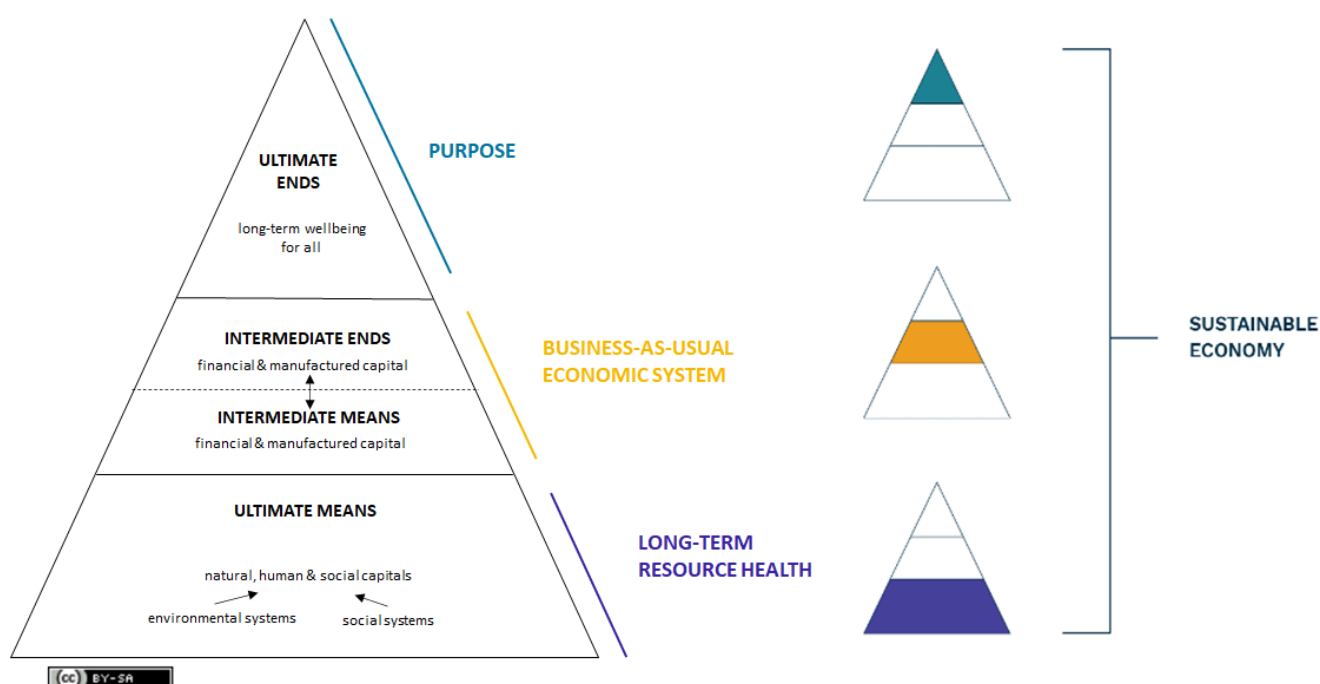 ULTIMATE
ENDS
long-term wellbeing
for all
PURPOSE
INTERMEDIATE ENDS
financial & manufactured capital
INTERMEDIATE MEANS
financial & manufactured capital
BUSINESS-AS-USUAL
ECONOMIC SYSTEM
ULTIMATE MEANS
natural, human & social capitals
environmental systems
social systems
LONG-TERM
RESOURCE HEALTH
SUSTAINABLE
ECONOMY
(cc) BY-SA